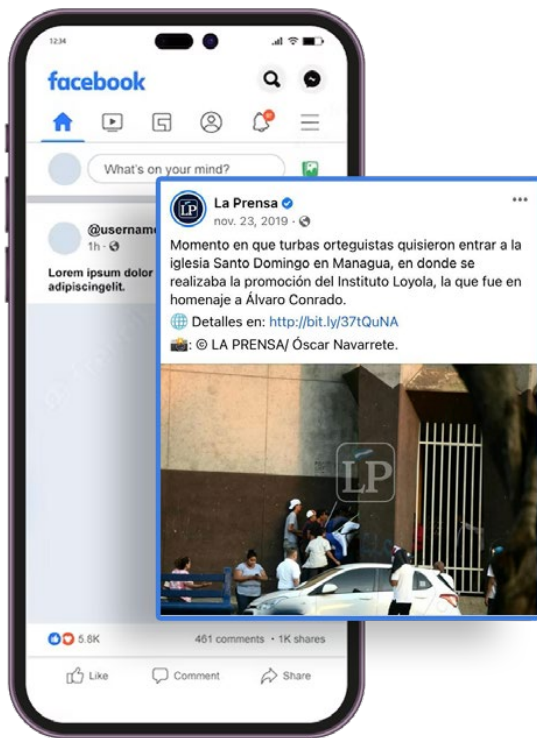 12:34
facebook
What's on your mind?
@username
1h ·
Lorem ipsum dolor
adipiscingelit.
LP
La Prensa
nov. 23, 2019 ·
Momento en que turbas orteguistas quisieron entrar a la
iglesia Santo Domingo en Managua, en donde se
realizaba la promoción del Instituto Loyola, la que fue en
homenaje a Álvaro Conrado.
Detalles en: http://bit.ly/37tQuNA
: © LA PRENSA/ Óscar Navarrete.
LP
5.8K
461 comments · 1K shares
Like
Comment
Share